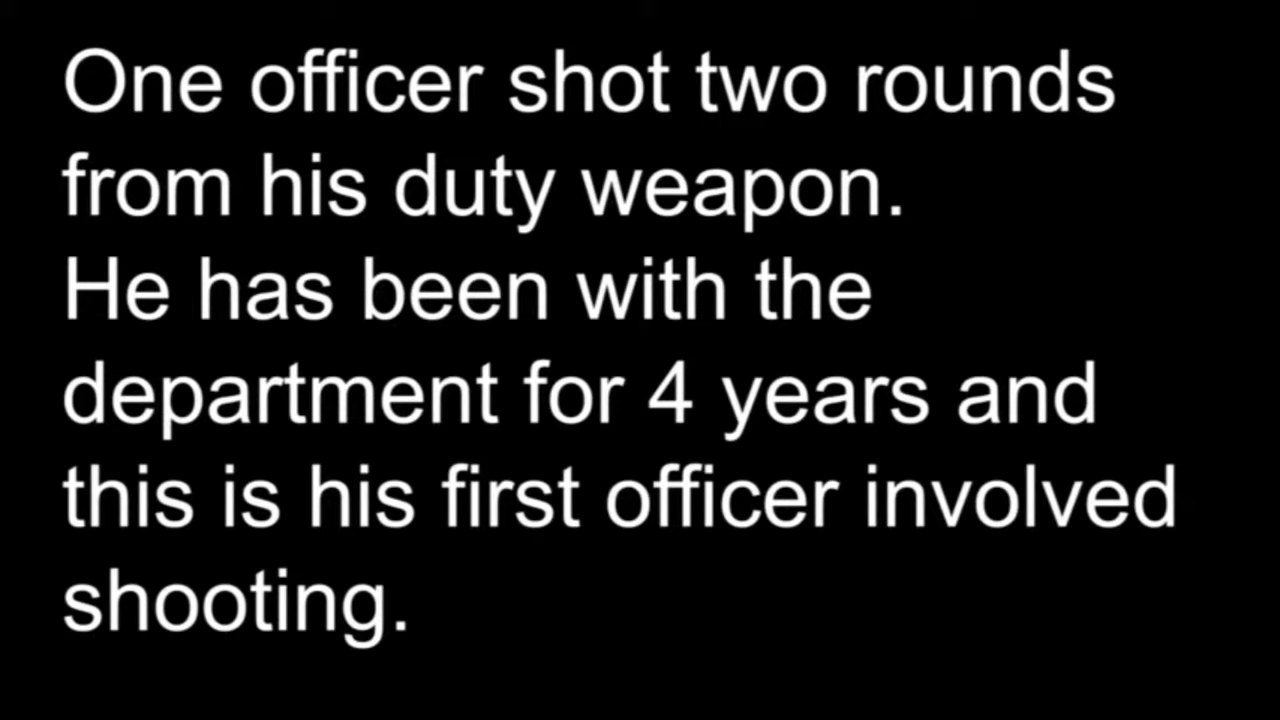 One officer shot two rounds
from his duty weapon.
He has been with the
department for 4 years and
this is his first officer involved
shooting.